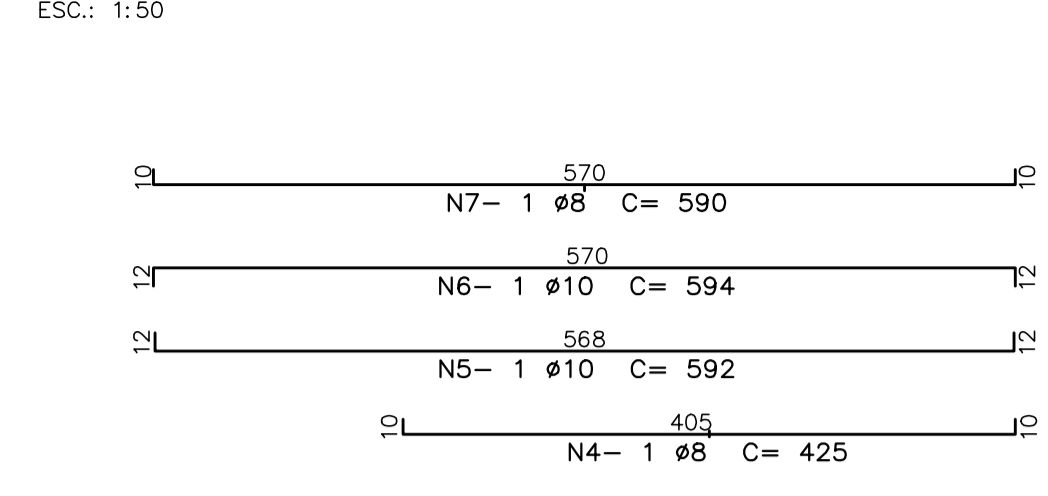 ESC.: 1:50
10 570 10
N7- 1 ø8 C= 590
12 570 12
N6- 1 ø10 C= 594
12 568 12
N5- 1 ø10 C= 592
10 405 10
N4- 1 ø8 C= 425